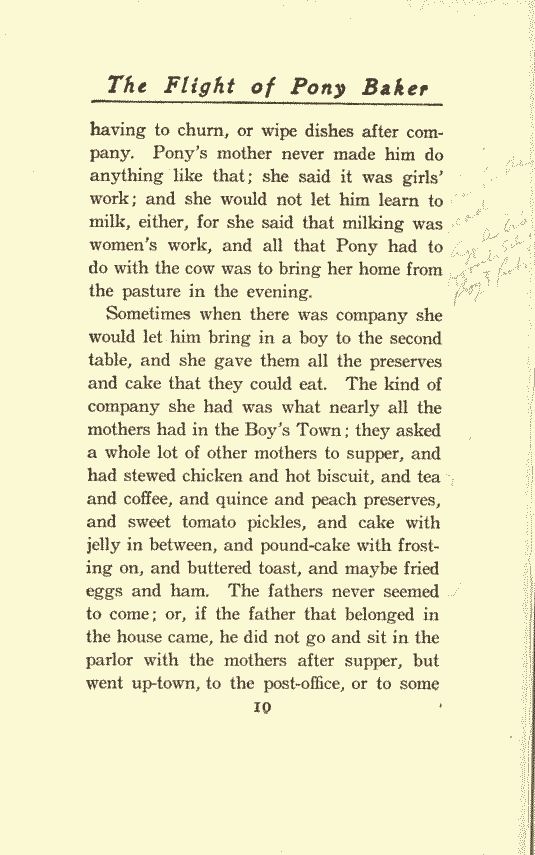 The Flight of Pony Baker
having to churn, or wipe dishes after com-
pany. Pony's mother never made him do
anything like that; she said it was girls'
work; and she would not let him learn to
milk, either, for she said that milking was
women's work, and all that Pony had to
do with the cow was to bring her home from
the pasture in the evening.
Sometimes when there was company she
would let him bring in a boy to the second
table, and she gave them all the preserves
and cake that they could eat. The kind of
company she had was what nearly all the
mothers had in the Boy's Town; they asked
a whole lot of other mothers to supper, and
had stewed chicken and hot biscuit, and tea
and coffee, and quince and peach preserves,
and sweet tomato pickles, and cake with
jelly in between, and pound-cake with frost-
ing on, and buttered toast, and maybe fried
eggs and ham. The fathers never seemed
to come; or, if the father that belonged in
the house came, he did not go and sit in the
parlor with the mothers after supper, but
went up-town, to the post-office, or to some
10